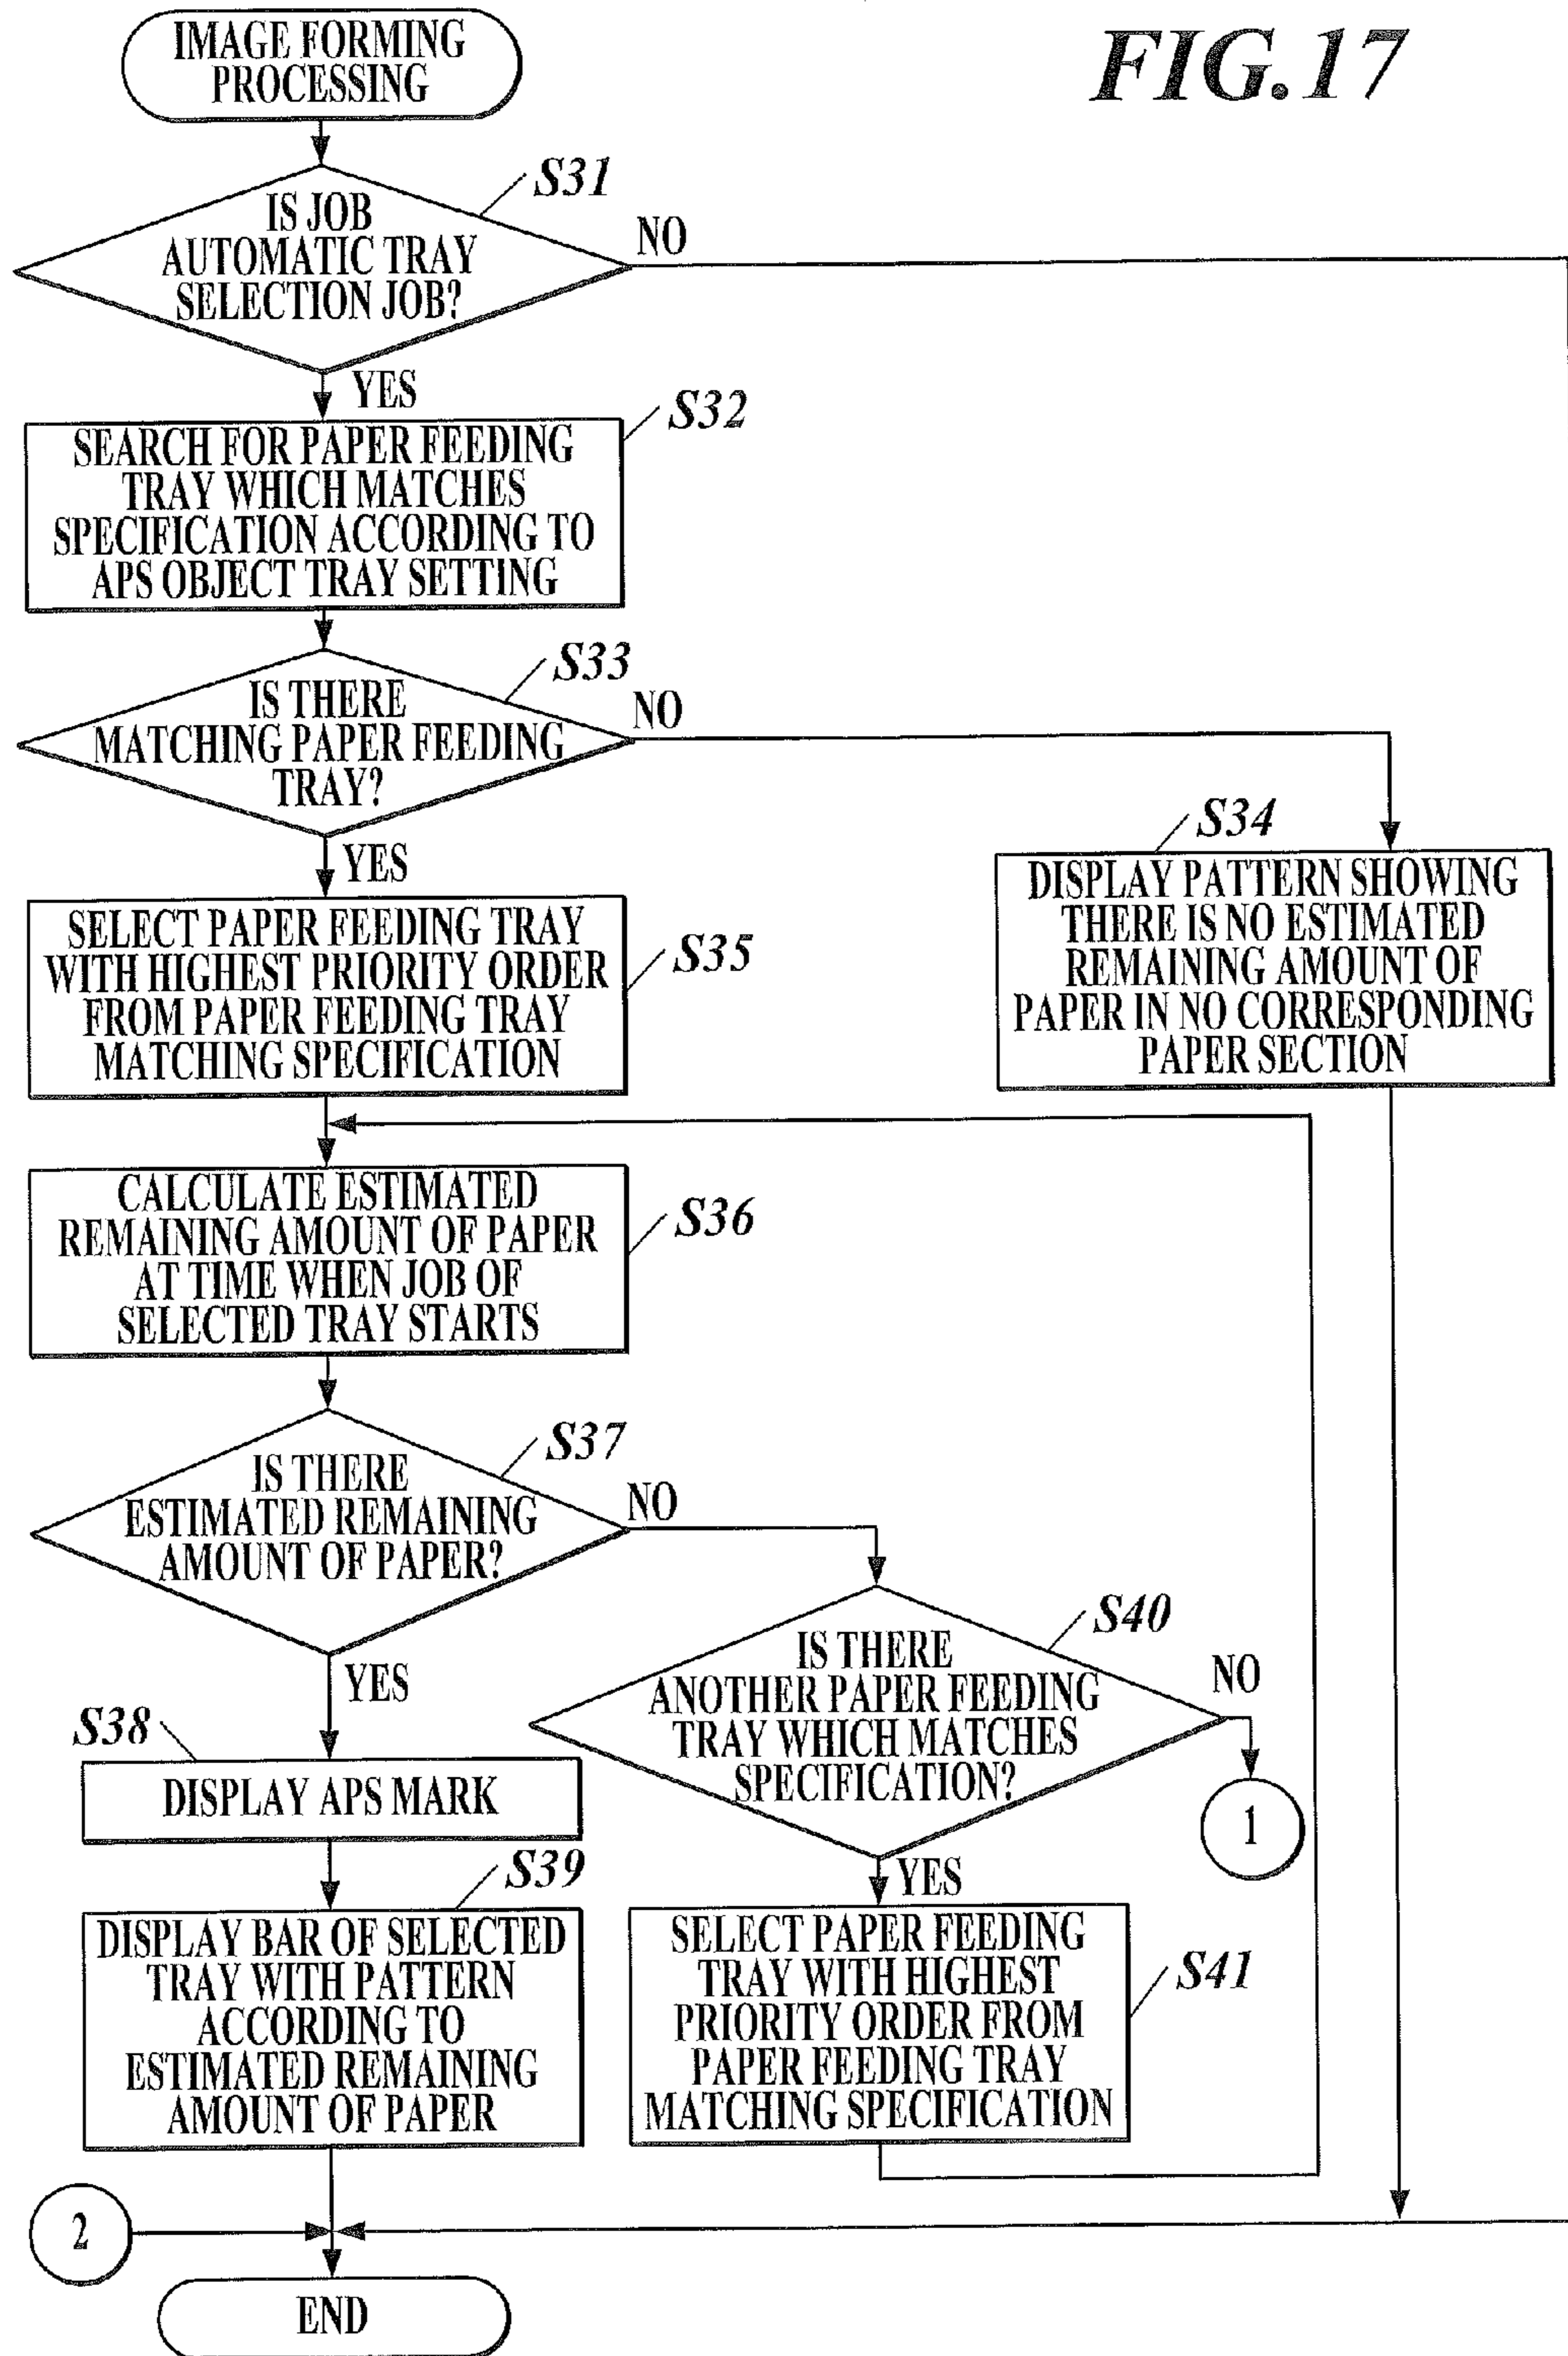 FIG.17
IMAGE FORMING
PROCESSING
S31
IS JOB
AUTOMATIC TRAY
SELECTION JOB?
NO
YES
S32
SEARCH FOR PAPER FEEDING
TRAY WHICH MATCHES
SPECIFICATION ACCORDING TO
APS OBJECT TRAY SETTING
S33
IS THERE
MATCHING PAPER FEEDING
TRAY?
NO
YES
S34
DISPLAY PATTERN SHOWING
THERE IS NO ESTIMATED
REMAINING AMOUNT OF
PAPER IN NO CORRESPONDING
PAPER SECTION
S35
SELECT PAPER FEEDING TRAY
WITH HIGHEST PRIORITY ORDER
FROM PAPER FEEDING TRAY
MATCHING SPECIFICATION
S36
CALCULATE ESTIMATED
REMAINING AMOUNT OF PAPER
AT TIME WHEN JOB OF
SELECTED TRAY STARTS
S37
IS THERE
ESTIMATED REMAINING
AMOUNT OF PAPER?
NO
YES
S38
DISPLAY APS MARK
S39
DISPLAY BAR OF SELECTED
TRAY WITH PATTERN
ACCORDING TO
ESTIMATED REMAINING
AMOUNT OF PAPER
S40
IS THERE
ANOTHER PAPER FEEDING
TRAY WHICH MATCHES
SPECIFICATION?
NO
1
YES
S41
SELECT PAPER FEEDING
TRAY WITH HIGHEST
PRIORITY ORDER FROM
PAPER FEEDING TRAY
MATCHING SPECIFICATION
2
END